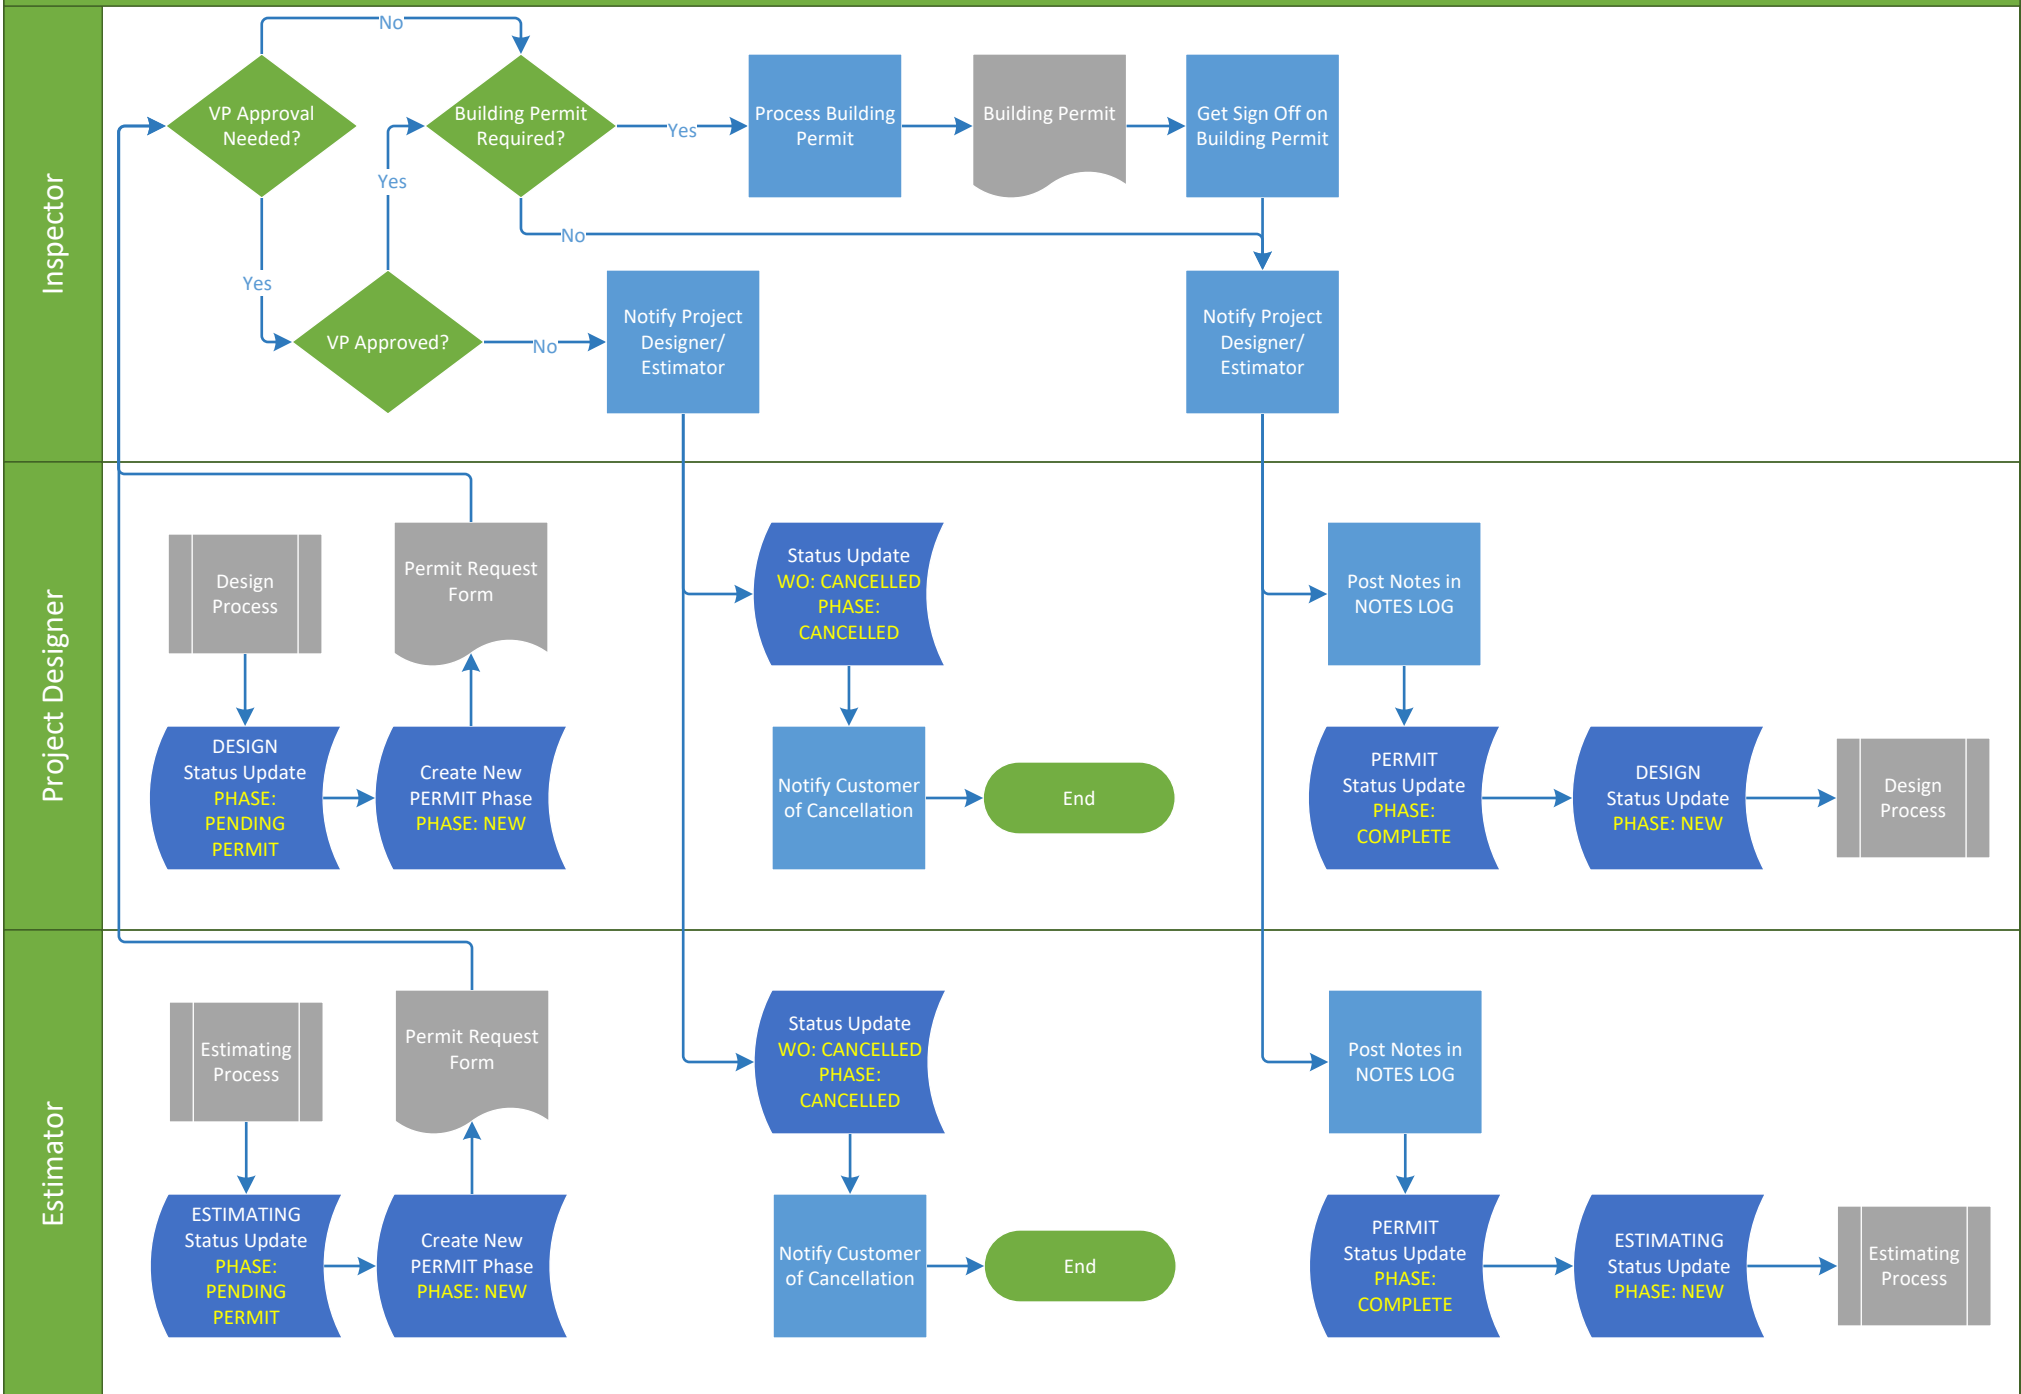 Inspector
No
VP Approval
Needed?
Building Permit
Required?
Yes
Process Building
Permit
Building Permit
Get Sign Off on
Building Permit
Yes
No
Yes
VP Approved?
No
Notify Project
Designer/
Estimator
Notify Project
Designer/
Estimator
Project Designer
Design
Process
Permit Request
Form
Status Update
WO: CANCELLED
PHASE:
CANCELLED
Post Notes in
NOTES LOG
DESIGN
Status Update
PHASE:
PENDING
PERMIT
Create New
PERMIT Phase
PHASE: NEW
Notify Customer
of Cancellation
End
PERMIT
Status Update
PHASE:
COMPLETE
DESIGN
Status Update
PHASE: NEW
Design
Process
Estimator
Estimating
Process
Permit Request
Form
Status Update
WO: CANCELLED
PHASE:
CANCELLED
Post Notes in
NOTES LOG
ESTIMATING
Status Update
PHASE:
PENDING
PERMIT
Create New
PERMIT Phase
PHASE: NEW
Notify Customer
of Cancellation
End
PERMIT
Status Update
PHASE:
COMPLETE
ESTIMATING
Status Update
PHASE: NEW
Estimating
Process